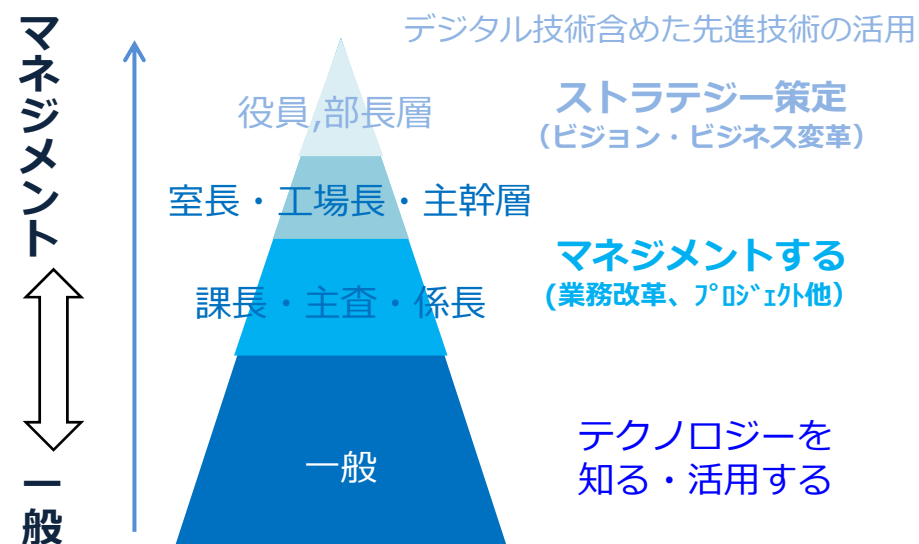 マネジメント
一般
デジタル技術含めた先進技術の活用
役員,部長層
ストラテジー策定
（ビジョン・ビジネス変革）
室長・工場長・主幹層
マネジメントする
(業務改革、ﾌﾟﾛｼﾞｪｸﾄ他）
課長・主査・係長
一般
テクノロジーを
知る・活用する